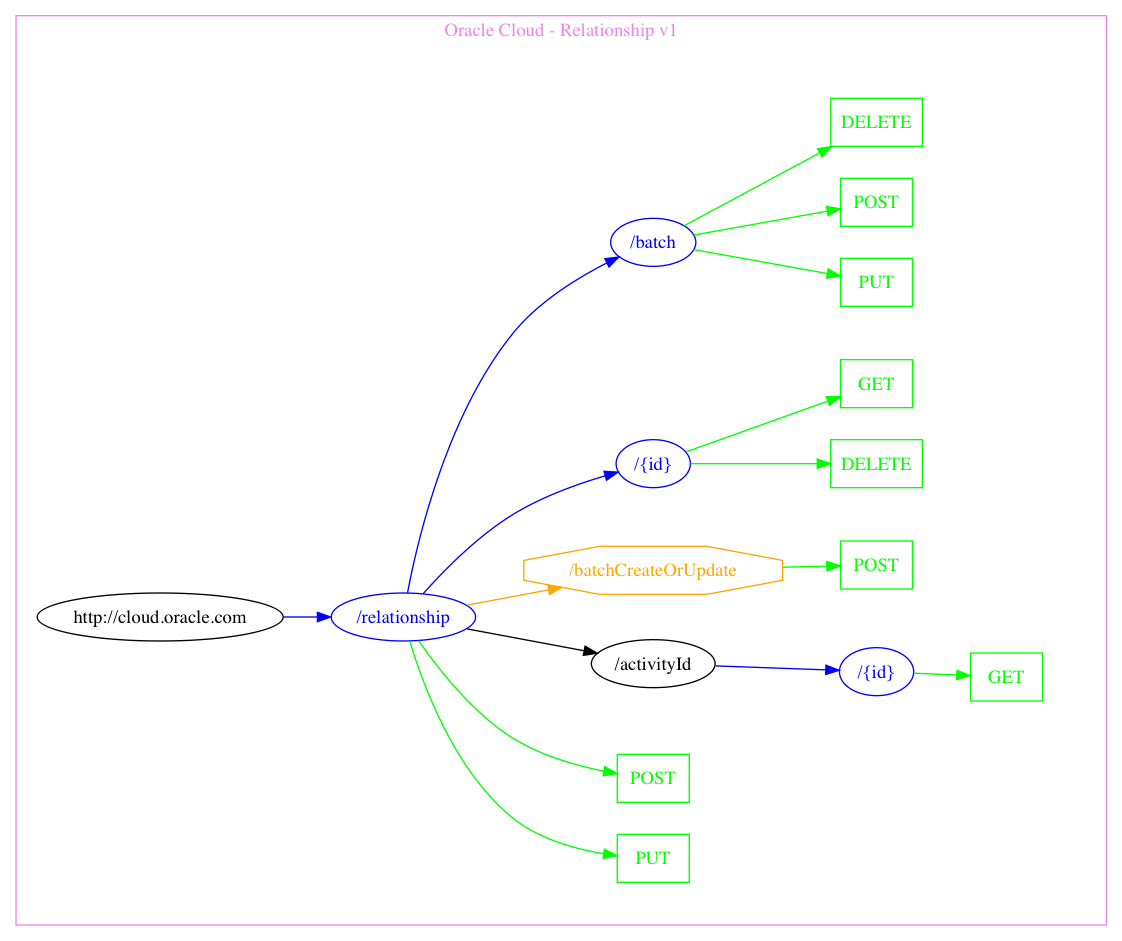 Oracle Cloud - Relationship v1
DELETE
POST
/batch
PUT
GET
/{id}
DELETE
/batchCreateOrUpdate
POST
http://cloud.oracle.com
/relationship
/activityId
/{id}
GET
POST
PUT